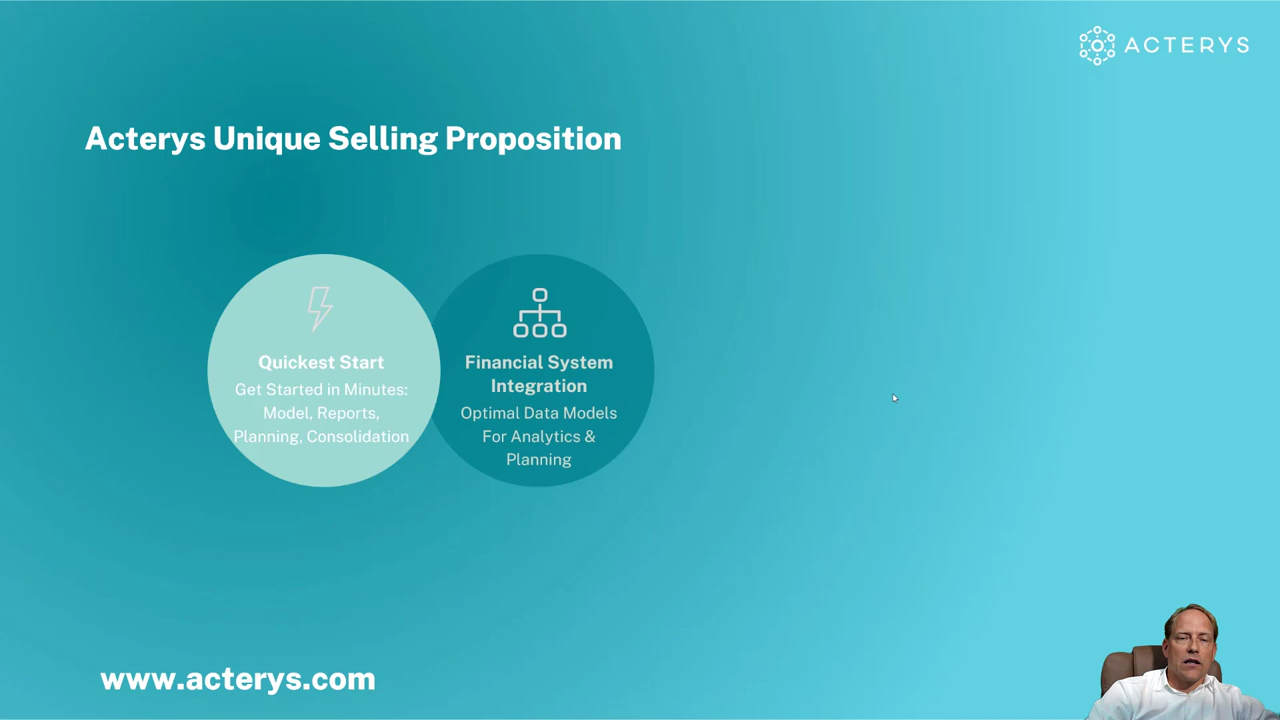 ACTERYS
Acterys Unique Selling Proposition
Quickest Start
Get Started in Minutes:
Model, Reports,
Planning, Consolidation
Financial System
Integration
Optimal Data Models
For Analytics &
Planning
www.acterys.com